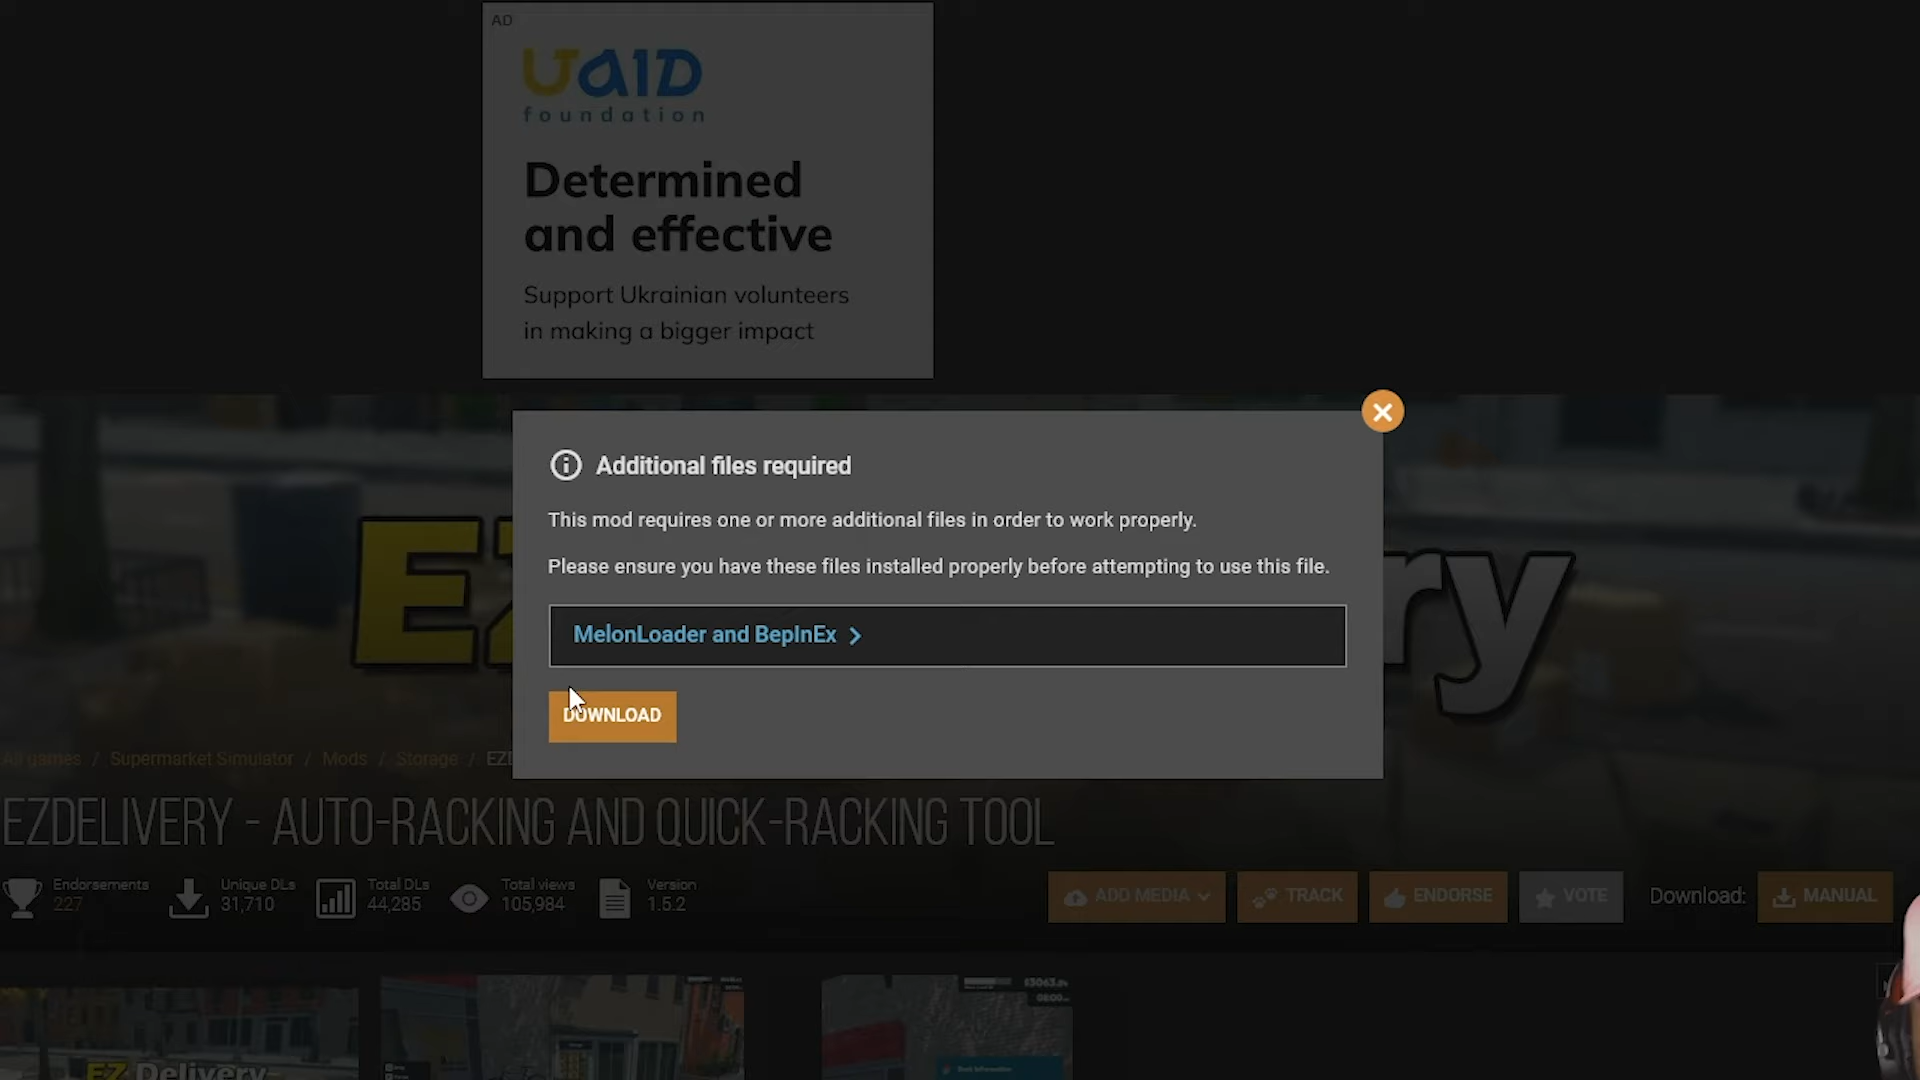 AD
UAID
foundation
Determined
and effective
Support Ukrainian volunteers
in making a bigger impact
Additional files required
This mod requires one or more additional files in order to work properly.
Please ensure you have these files installed properly before attempting to use this file.
MelonLoader and BepInEx
DOWNLOAD
All games / Supermarket Simulator / Mods / Storage / EZD
EZDELIVERY - AUTO-RACKING AND QUICK-RACKING TOOL
Endorsements
227
Unique DLs
31,710
Total DLs
44,285
Total views
105,984
Version
1.5.2
ADD MEDIA
TRACK
ENDORSE
VOTE
Download:
MANUAL
EZ Delivery